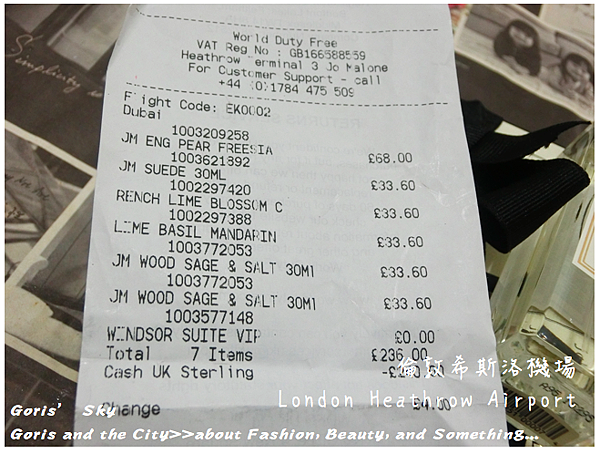 World Duty Free
VAT Reg No : GB166588559
Heathrow Terminal 3 Jo Malone
For Customer Support - call
+44 (0)1784 475 509
Flight Code: EK0002
Dubai
1003209258
JM ENG PEAR FREESIA £68.00
1003621892
JM SUEDE 30ML £33.60
1002297420
RENCH LIME BLOSSOM C £33.60
1002297388
LIME BASIL MANDARIN £33.60
1003772053
JM WOOD SAGE & SALT 30Ml £33.60
1003772053
JM WOOD SAGE & SALT 30Ml £33.60
1003577148
WINDSOR SUITE VIP £0.00
Total 7 Items £236.00
Cash UK Sterling
Change £4.00
倫敦希斯洛機場
London Heathrow Airport
Goris' Sky
Goris and the City>>about Fashion, Beauty, and Something...